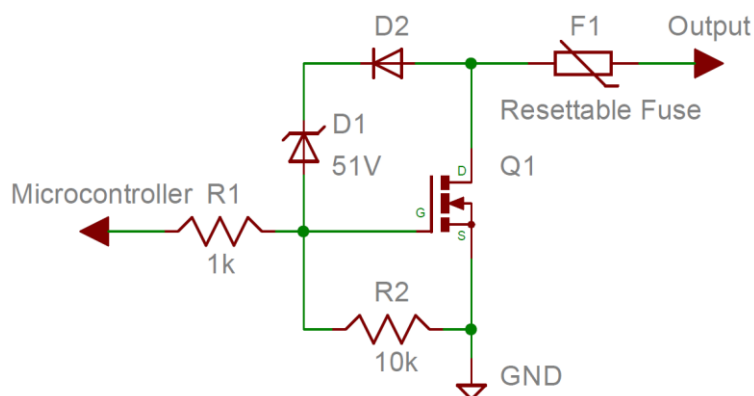 D2
F1
Output
D1
51V
Resettable Fuse
D
Q1
Microcontroller
R1
G
S
1k
R2
10k
GND